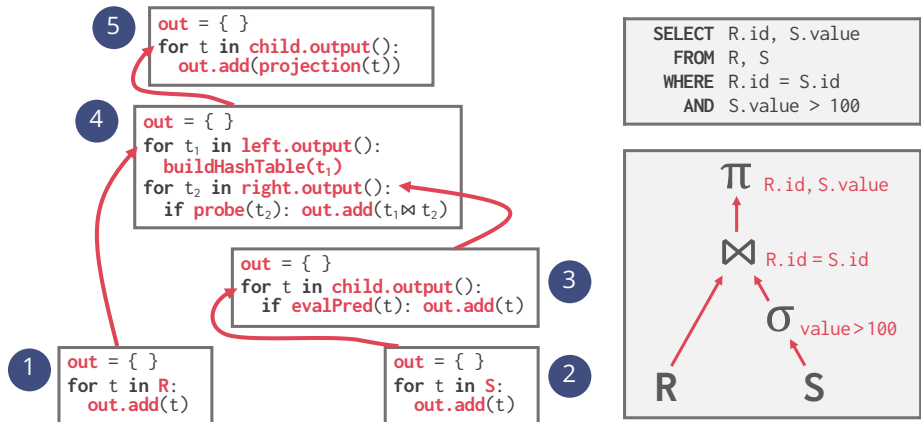 5
out = { }
for t in child.output():
out.add(projection(t))
4
out = { }
for t₁ in left.output():
buildHashTable(t₁)
for t₂ in right.output():
if probe(t₂): out.add(t₁⨝ t₂)
3
out = { }
for t in child.output():
if evalPred(t): out.add(t)
1
out = { }
for t in R:
out.add(t)
2
out = { }
for t in S:
out.add(t)
SELECT R.id, S.value
FROM R, S
WHERE R.id = S.id
AND S.value > 100
π R.id, S.value
⨝ R.id = S.id
σ value>100
R S